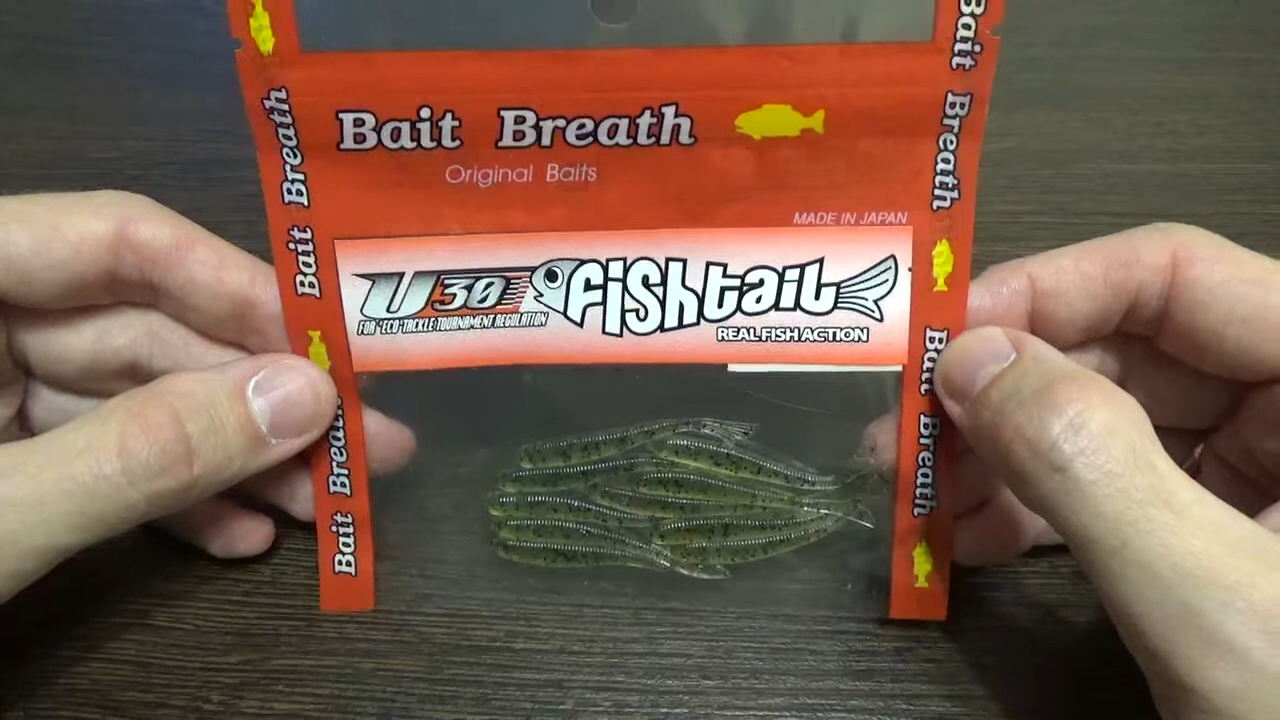 Bait Breath
Original Baits
MADE IN JAPAN
U30 fishtail
FOR "ECO" TACKLE TOURNAMENT REGULATION
REAL FISH ACTION
Bait Breath
Bait Breath
Bait Breath
Bait Breath